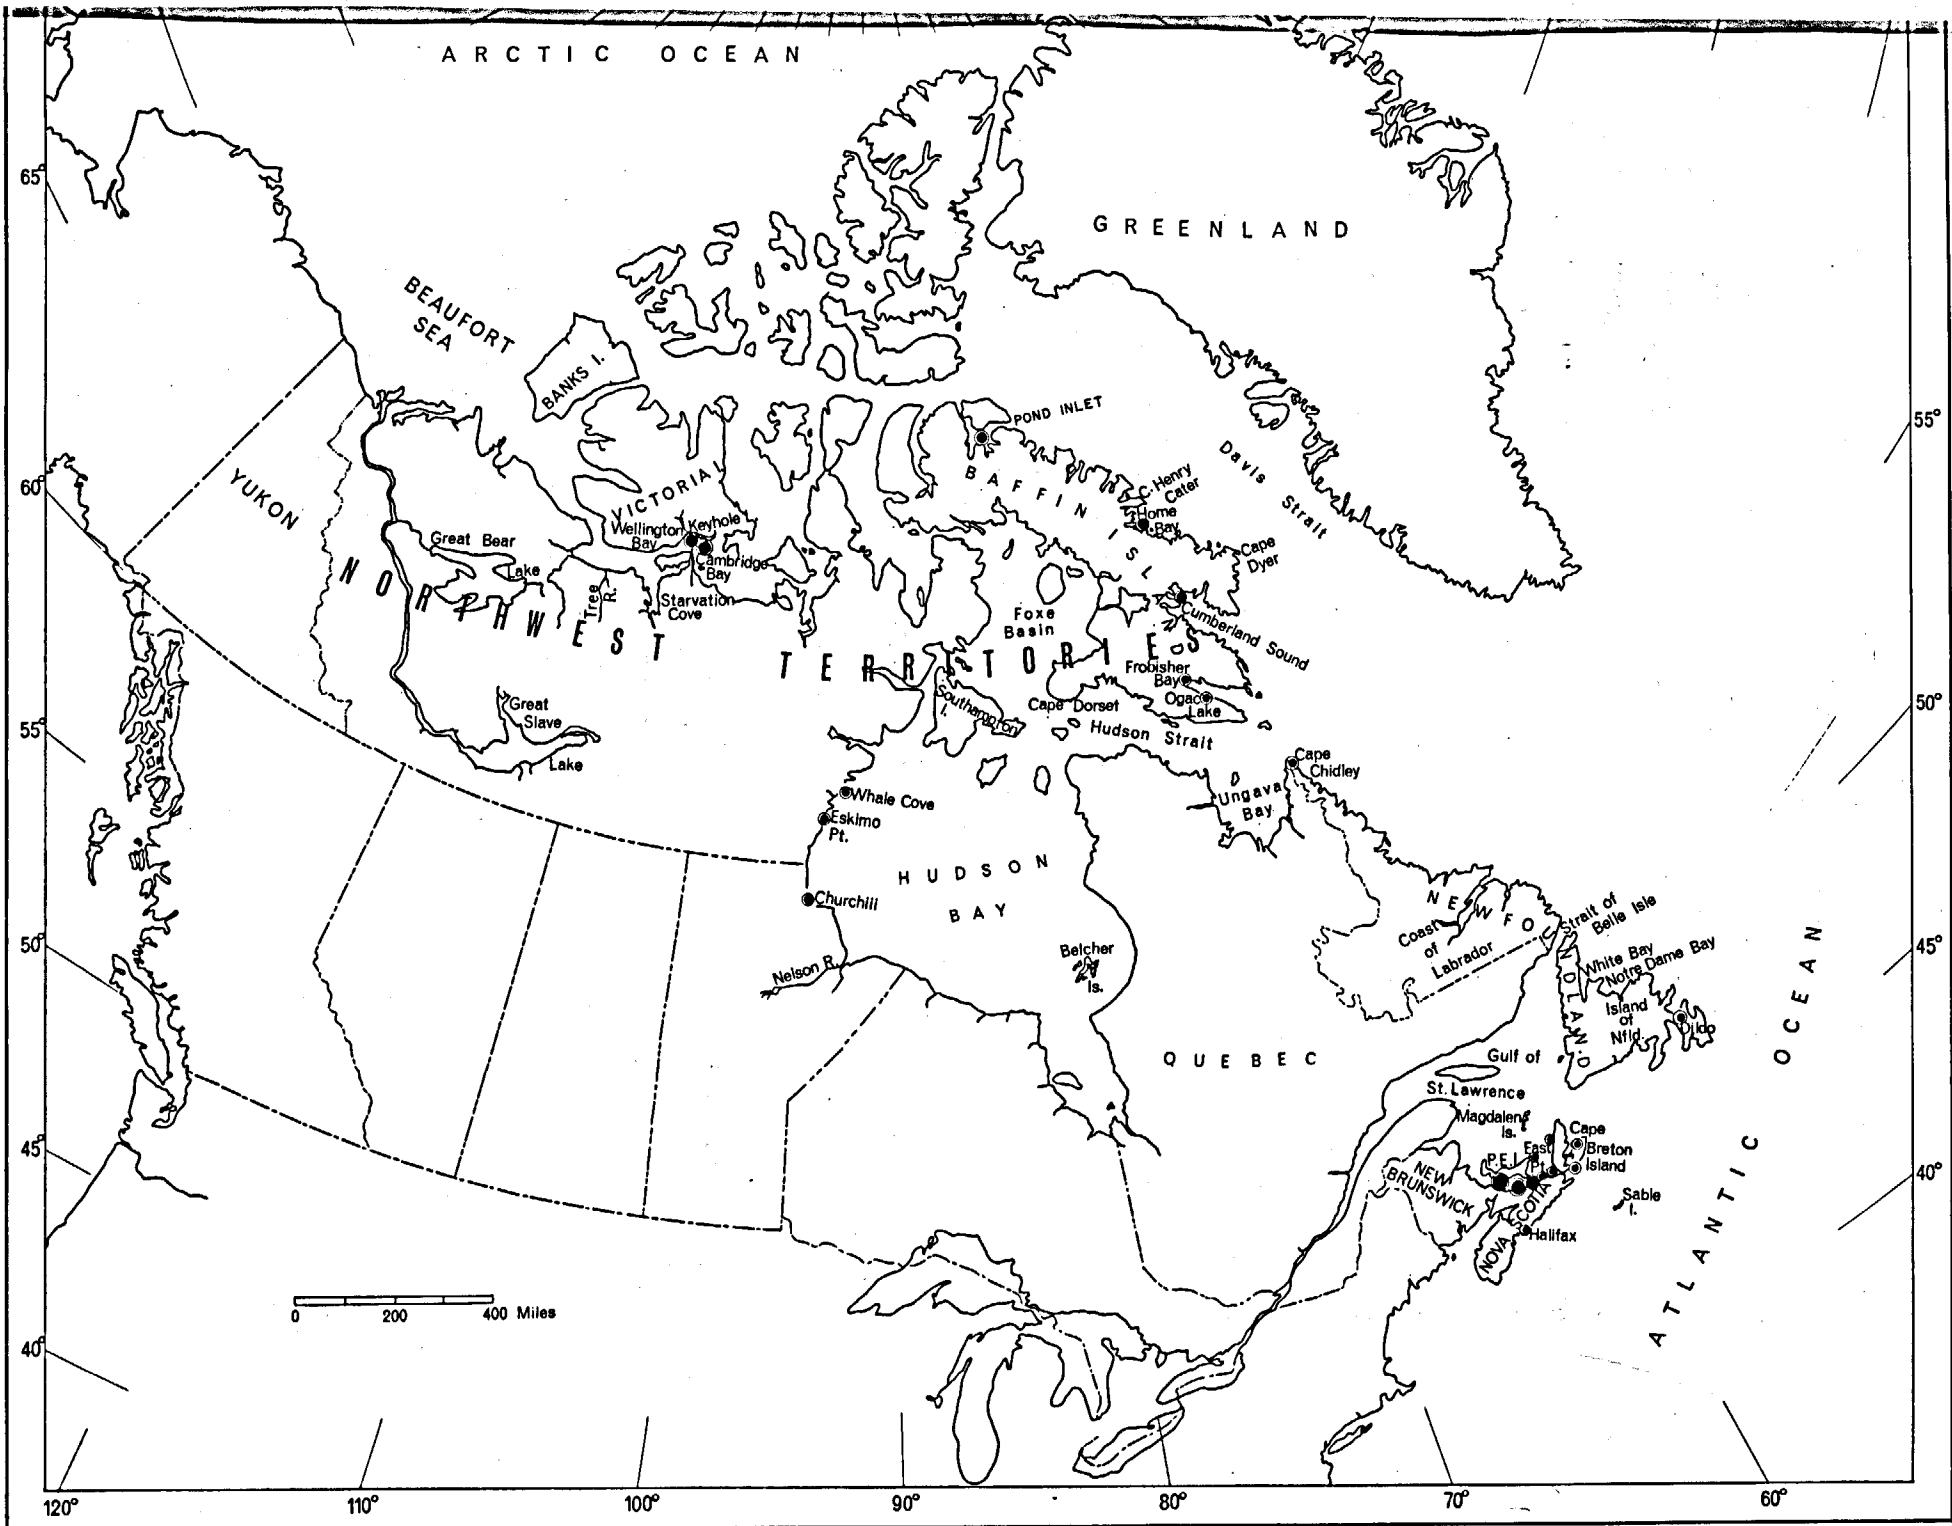 ARCTIC OCEAN
GREENLAND
BEAUFORT
SEA
BANKS I.
POND INLET
BAFFIN ISL
Davis Strait
C. Henry
Cater
Home
Bay
Cape
Dyer
YUKON
VICTORIA I
Wellington
Bay
Keyhole
Cambridge
Bay
Starvation
Cove
Tree
R.
Great Bear
Lake
NORTHWEST TERRITORIES
Foxe
Basin
Cumberland Sound
Frobisher
Bay
Ogac
Lake
Cape Dorset
Hudson Strait
Southampton
I.
Great
Slave
Lake
Cape
Chidley
Ungava
Bay
Whale Cove
Eskimo
Pt.
Churchill
HUDSON
BAY
Belcher
Is.
Nelson R.
NEWFOUNDLAND
Coast
of
Labrador
Strait of
Belle Isle
White Bay
Notre Dame Bay
Island
of
Nfld.
Dildo
QUEBEC
Gulf of
St. Lawrence
Magdalen
Is.
Cape
Breton
Island
East
Pt.
P.E.I.
NEW
BRUNSWICK
NOVA SCOTIA
Halifax
Sable
I.
ATLANTIC OCEAN
0 200 400 Miles
65°
60°
55°
50°
45°
40°
55°
50°
45°
40°
120° 110° 100° 90° 80° 70° 60°